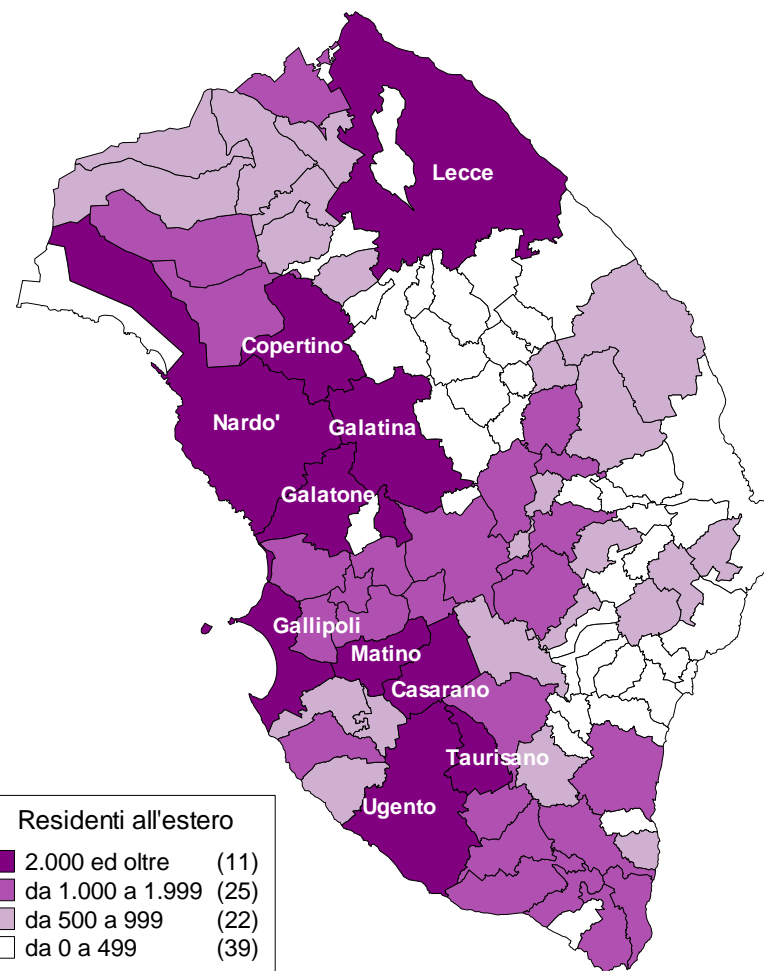 Lecce
Copertino
Nardo'
Galatina
Galatone
Gallipoli
Matino
Casarano
Taurisano
Ugento
Residenti all'estero
2.000 ed oltre (11)
da 1.000 a 1.999 (25)
da 500 a 999 (22)
da 0 a 499 (39)